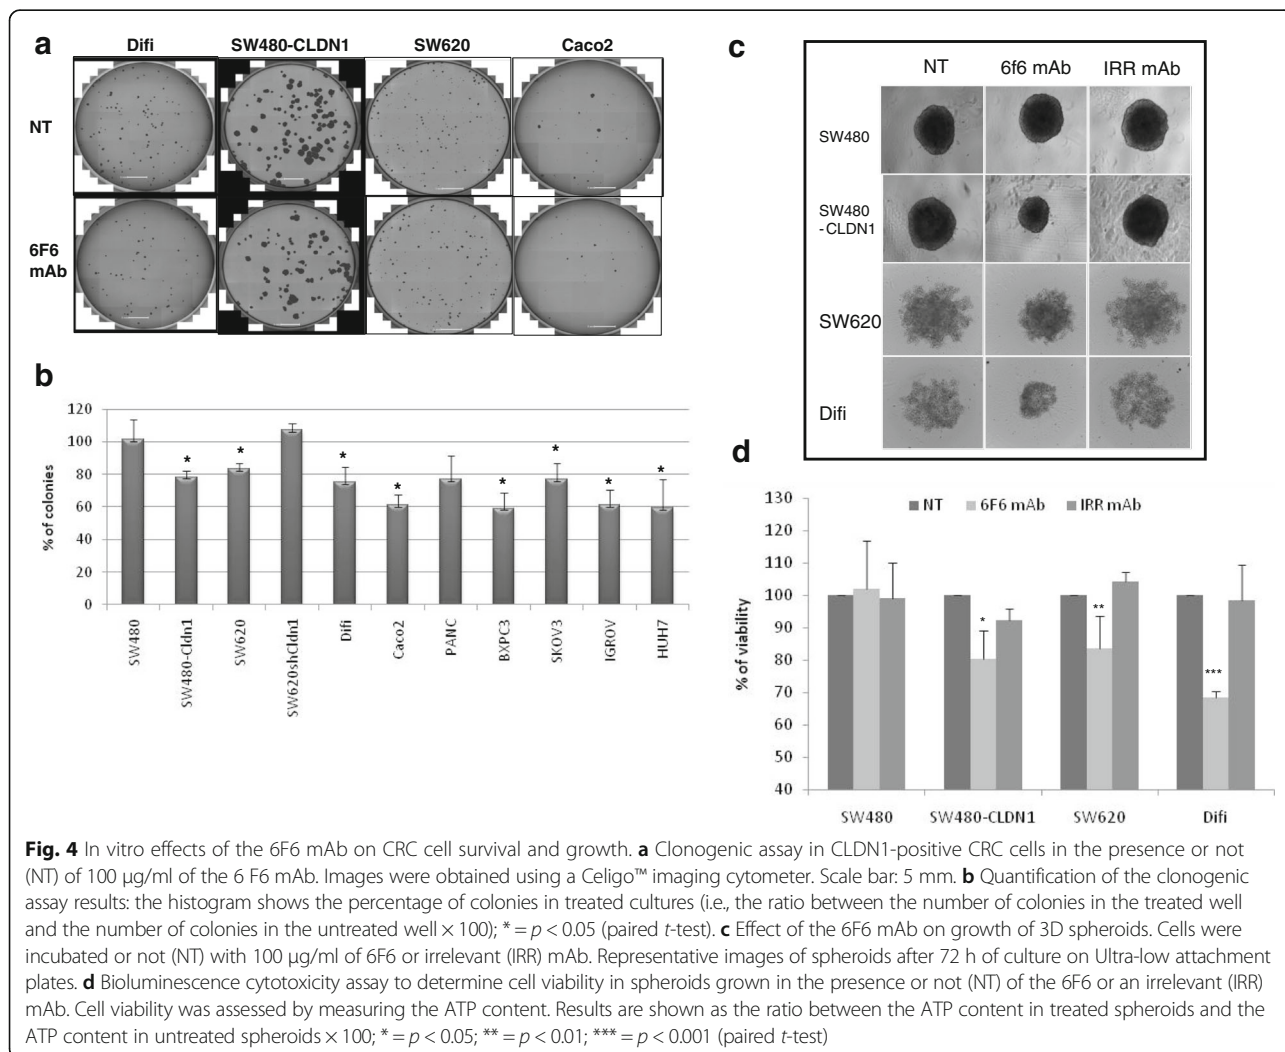 a
Difi SW480-CLDN1 SW620 Caco2
NT
6F6
mAb
b
120
100
80
60
40
20
0
% of colonies
* * * * * * * *
SW480
SW480-Cldn1
SW620
SW620shCldn1
Difi
Caco2
PANC
BXPC3
SKOV3
IGROV
HUH7
c
NT 6f6 mAb IRR mAb
SW480
SW480
-CLDN1
SW620
Difi
d
130
120
110
100
90
80
70
60
50
40
% of viability
NT 6F6 mAb IRR mAb
* ** ***
SW480 SW480-CLDN1 SW620 Difi
Fig. 4 In vitro effects of the 6F6 mAb on CRC cell survival and growth. a Clonogenic assay in CLDN1-positive CRC cells in the presence or not
(NT) of 100 μg/ml of the 6 F6 mAb. Images were obtained using a Celigo™ imaging cytometer. Scale bar: 5 mm. b Quantification of the clonogenic
assay results: the histogram shows the percentage of colonies in treated cultures (i.e., the ratio between the number of colonies in the treated well
and the number of colonies in the untreated well × 100); * = p < 0.05 (paired t-test). c Effect of the 6F6 mAb on growth of 3D spheroids. Cells were
incubated or not (NT) with 100 μg/ml of 6F6 or irrelevant (IRR) mAb. Representative images of spheroids after 72 h of culture on Ultra-low attachment
plates. d Bioluminescence cytotoxicity assay to determine cell viability in spheroids grown in the presence or not (NT) of the 6F6 or an irrelevant (IRR)
mAb. Cell viability was assessed by measuring the ATP content. Results are shown as the ratio between the ATP content in treated spheroids and the
ATP content in untreated spheroids × 100; * = p < 0.05; ** = p < 0.01; *** = p < 0.001 (paired t-test)